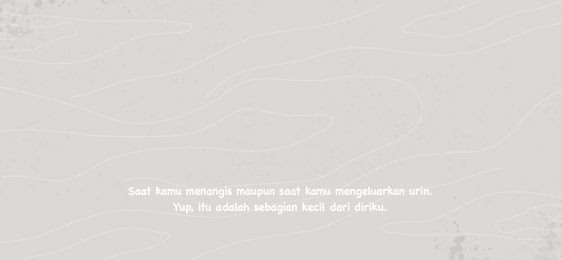 Saat kamu menangis maupun saat kamu mengeluarkan urin.
Yup, itu adalah sebagian kecil dari diriku.